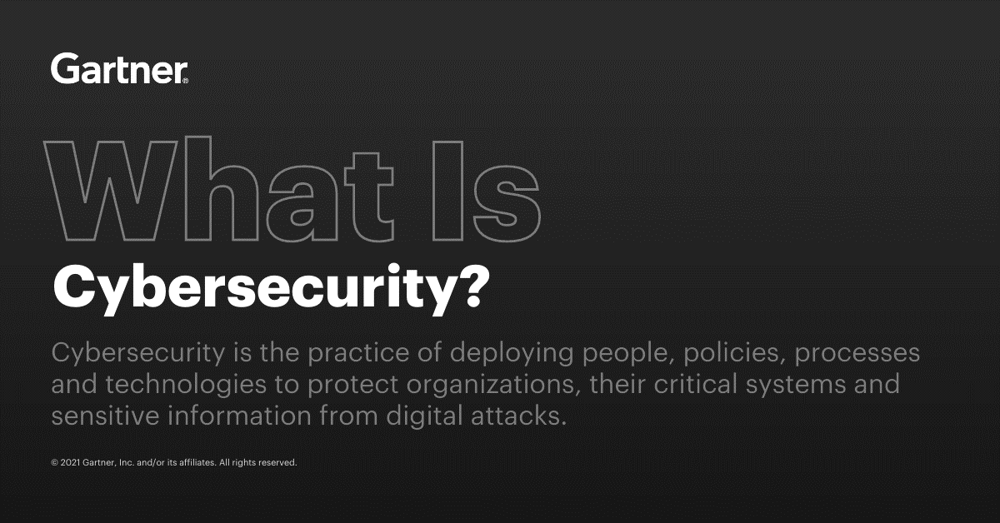 Gartner®
What Is
Cybersecurity?
Cybersecurity is the practice of deploying people, policies, processes
and technologies to protect organizations, their critical systems and
sensitive information from digital attacks.
© 2021 Gartner, Inc. and/or its affiliates. All rights reserved.